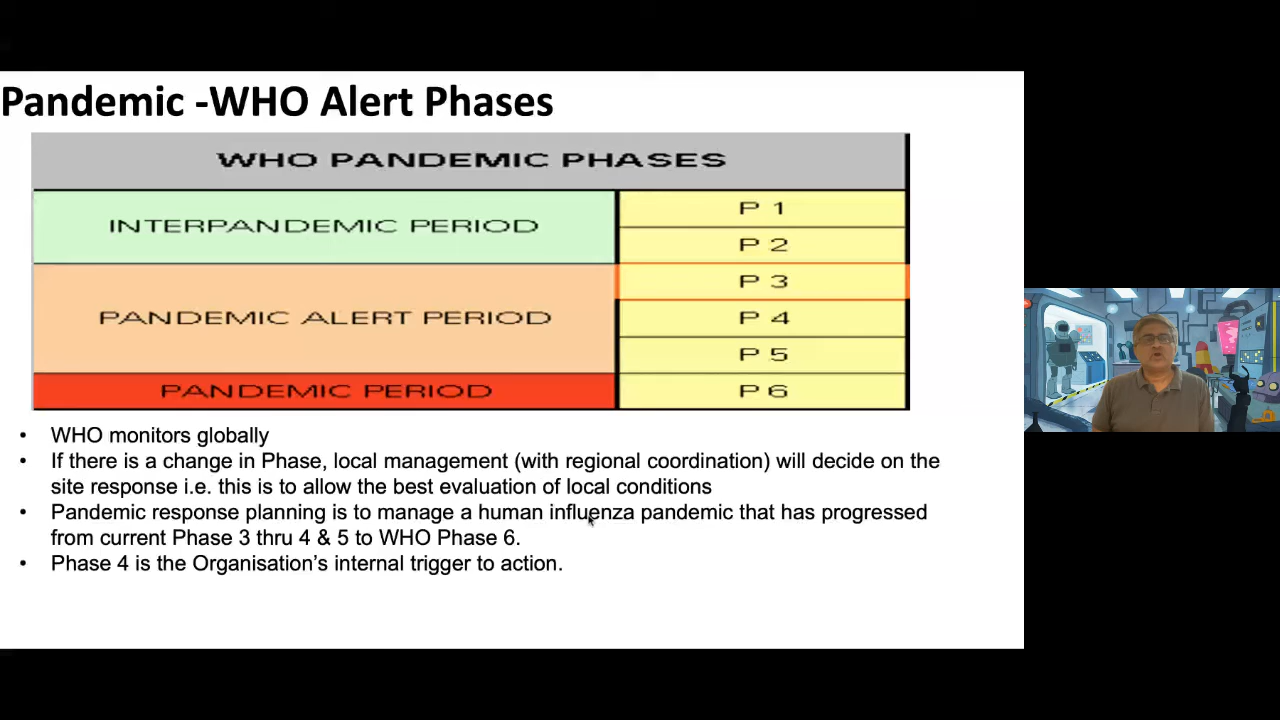 Pandemic -WHO Alert Phases
WHO PANDEMIC PHASES
INTERPANDEMIC PERIOD
P 1
P 2
PANDEMIC ALERT PERIOD
P 3
P 4
P 5
PANDEMIC PERIOD
P 6
• WHO monitors globally
• If there is a change in Phase, local management (with regional coordination) will decide on the
site response i.e. this is to allow the best evaluation of local conditions
• Pandemic response planning is to manage a human influenza pandemic that has progressed
from current Phase 3 thru 4 & 5 to WHO Phase 6.
• Phase 4 is the Organisation's internal trigger to action.